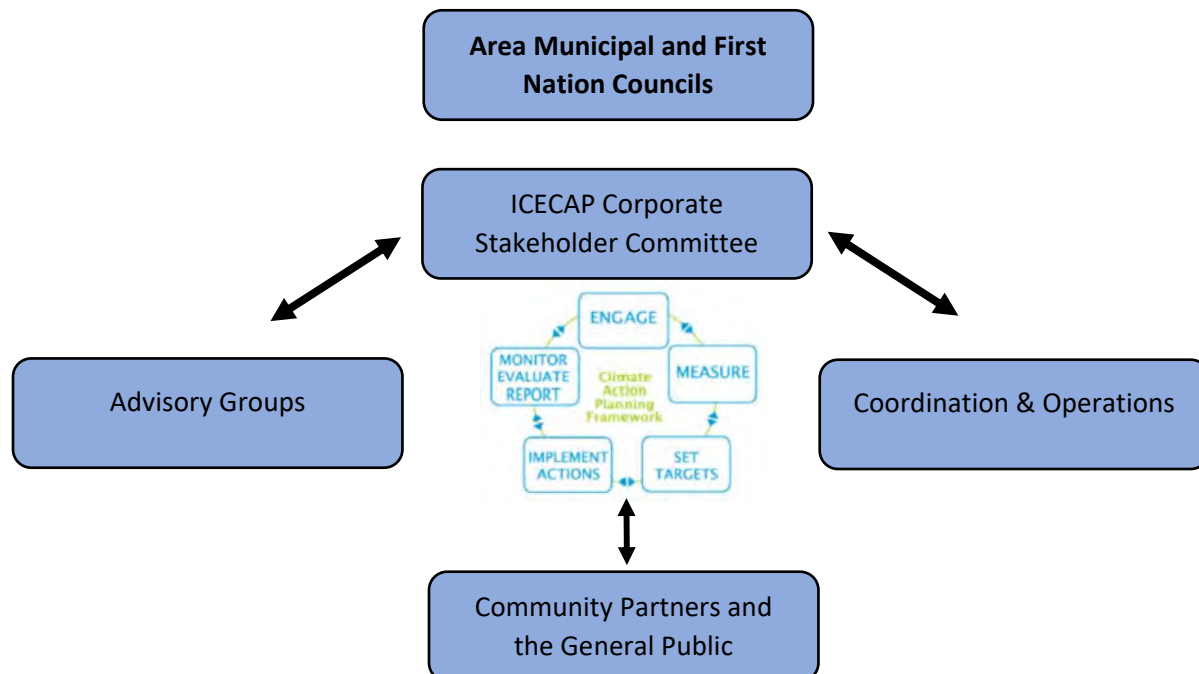 Area Municipal and First
Nation Councils
ICECAP Corporate
Stakeholder Committee
ENGAGE
MONITOR
EVALUATE
REPORT
Climate
Action
Planning
Framework
MEASURE
IMPLEMENT
ACTIONS
SET
TARGETS
Advisory Groups
Coordination & Operations
Community Partners and
the General Public